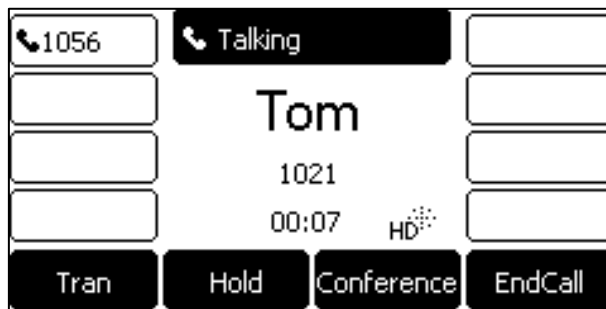 1056
Talking
Tom
1021
00:07
HD
Tran
Hold
Conference
EndCall